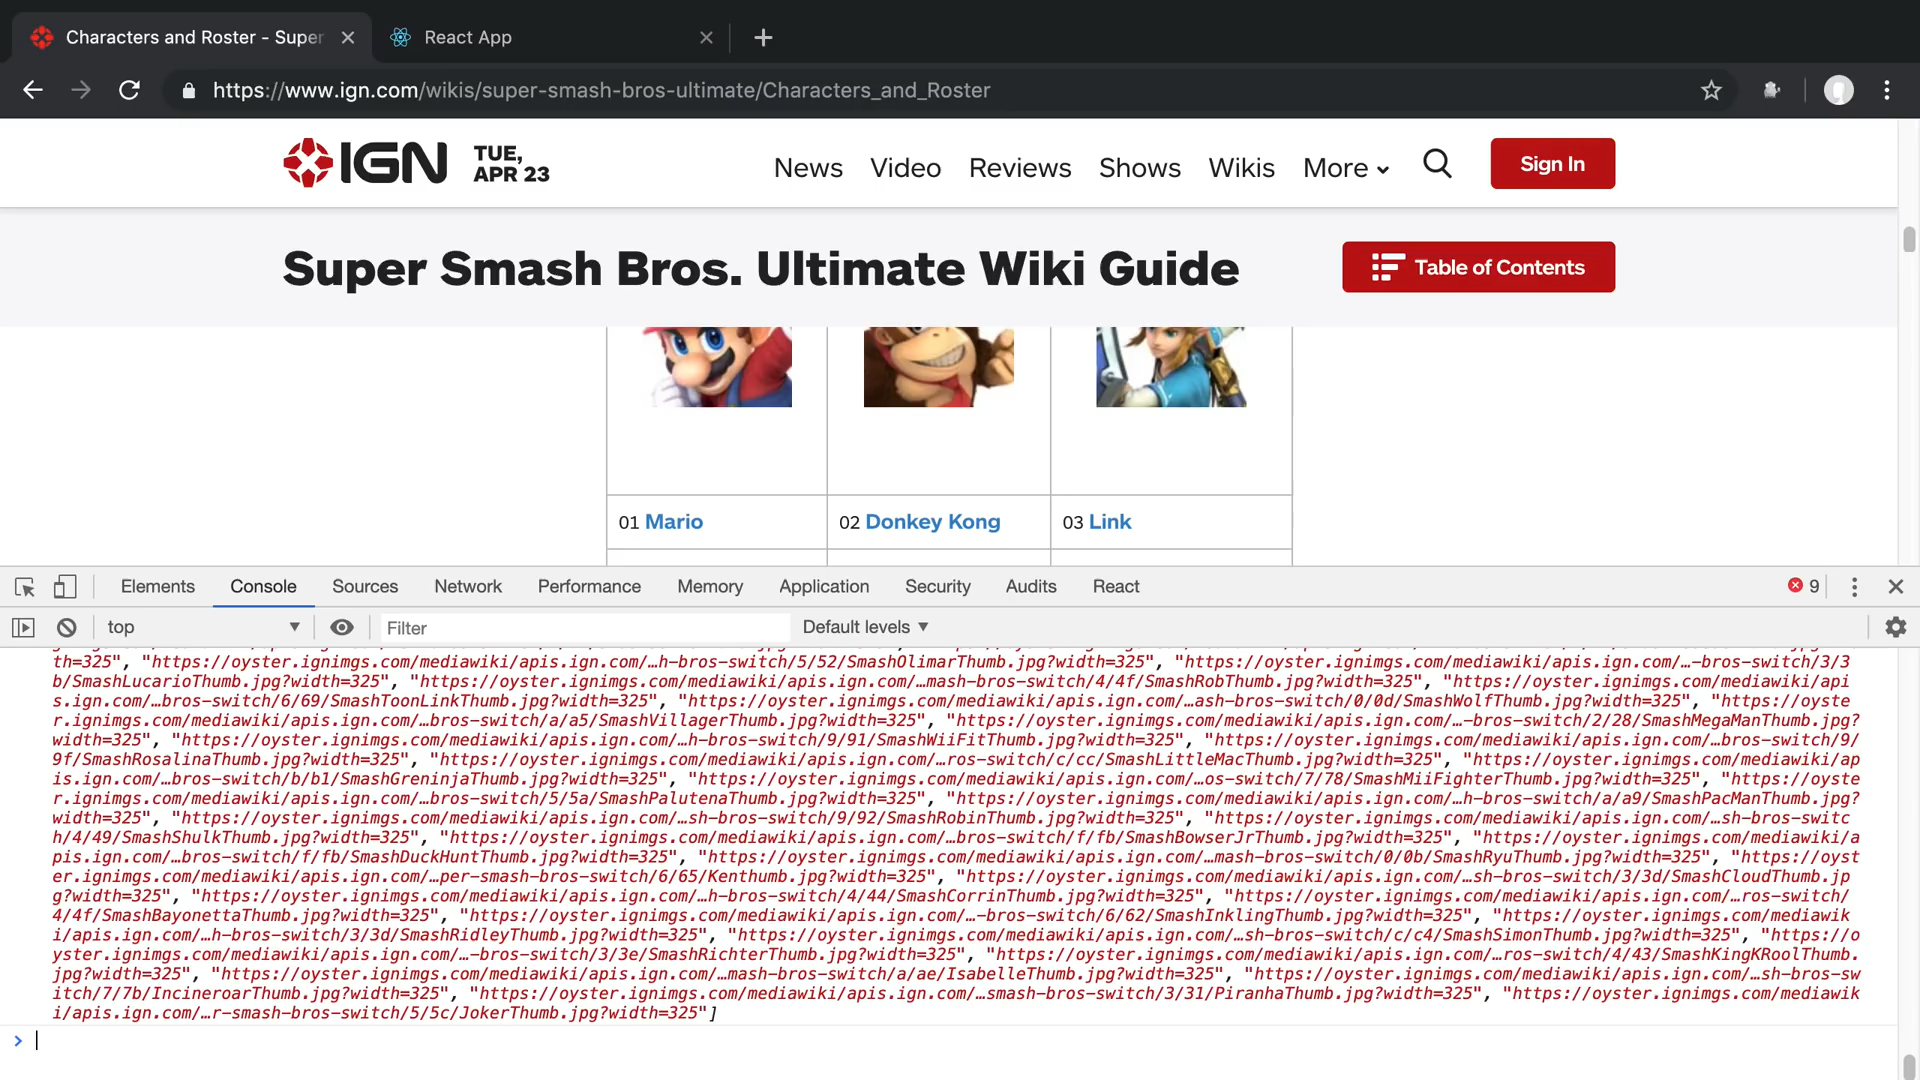 Characters and Roster - Super
React App
https://www.ign.com/wikis/super-smash-bros-ultimate/Characters_and_Roster
IGN
TUE,
APR 23
News Video Reviews Shows Wikis More
Sign In
Super Smash Bros. Ultimate Wiki Guide
Table of Contents
01 Mario
02 Donkey Kong
03 Link
Elements Console Sources Network Performance Memory Application Security Audits React
9
top
Filter
Default levels ▼
th=325", "https://oyster.ignimgs.com/mediawiki/apis.ign.com/…h-bros-switch/5/52/SmashOlimarThumb.jpg?width=325", "https://oyster.ignimgs.com/mediawiki/apis.ign.com/…-bros-switch/3/3
b/SmashLucarioThumb.jpg?width=325", "https://oyster.ignimgs.com/mediawiki/apis.ign.com/…mash-bros-switch/4/4f/SmashRobThumb.jpg?width=325", "https://oyster.ignimgs.com/mediawiki/api
s.ign.com/…bros-switch/6/69/SmashToonLinkThumb.jpg?width=325", "https://oyster.ignimgs.com/mediawiki/apis.ign.com/…ash-bros-switch/0/0d/SmashWolfThumb.jpg?width=325", "https://oyste
r.ignimgs.com/mediawiki/apis.ign.com/…bros-switch/a/a5/SmashVillagerThumb.jpg?width=325", "https://oyster.ignimgs.com/mediawiki/apis.ign.com/…-bros-switch/2/28/SmashMegaManThumb.jpg?
width=325", "https://oyster.ignimgs.com/mediawiki/apis.ign.com/…h-bros-switch/9/91/SmashWiiFitThumb.jpg?width=325", "https://oyster.ignimgs.com/mediawiki/apis.ign.com/…bros-switch/9/
9f/SmashRosalinaThumb.jpg?width=325", "https://oyster.ignimgs.com/mediawiki/apis.ign.com/…ros-switch/c/cc/SmashLittleMacThumb.jpg?width=325", "https://oyster.ignimgs.com/mediawiki/ap
is.ign.com/…bros-switch/b/b1/SmashGreninjaThumb.jpg?width=325", "https://oyster.ignimgs.com/mediawiki/apis.ign.com/…os-switch/7/78/SmashMiiFighterThumb.jpg?width=325", "https://oyste
r.ignimgs.com/mediawiki/apis.ign.com/…bros-switch/5/5a/SmashPalutenaThumb.jpg?width=325", "https://oyster.ignimgs.com/mediawiki/apis.ign.com/…h-bros-switch/a/a9/SmashPacManThumb.jpg?
width=325", "https://oyster.ignimgs.com/mediawiki/apis.ign.com/…sh-bros-switch/9/92/SmashRobinThumb.jpg?width=325", "https://oyster.ignimgs.com/mediawiki/apis.ign.com/…sh-bros-switc
h/4/49/SmashShulkThumb.jpg?width=325", "https://oyster.ignimgs.com/mediawiki/apis.ign.com/…bros-switch/f/fb/SmashBowserJrThumb.jpg?width=325", "https://oyster.ignimgs.com/mediawiki/a
pis.ign.com/…bros-switch/f/fb/SmashDuckHuntThumb.jpg?width=325", "https://oyster.ignimgs.com/mediawiki/apis.ign.com/…mash-bros-switch/0/0b/SmashRyuThumb.jpg?width=325", "https://oyst
er.ignimgs.com/mediawiki/apis.ign.com/…per-smash-bros-switch/6/65/Kenthumb.jpg?width=325", "https://oyster.ignimgs.com/mediawiki/apis.ign.com/…sh-bros-switch/3/3d/SmashCloudThumb.jp
g?width=325", "https://oyster.ignimgs.com/mediawiki/apis.ign.com/…h-bros-switch/4/44/SmashCorrinThumb.jpg?width=325", "https://oyster.ignimgs.com/mediawiki/apis.ign.com/…ros-switch/
4/4f/SmashBayonettaThumb.jpg?width=325", "https://oyster.ignimgs.com/mediawiki/apis.ign.com/…-bros-switch/6/62/SmashInklingThumb.jpg?width=325", "https://oyster.ignimgs.com/mediawik
i/apis.ign.com/…h-bros-switch/3/3d/SmashRidleyThumb.jpg?width=325", "https://oyster.ignimgs.com/mediawiki/apis.ign.com/…sh-bros-switch/c/c4/SmashSimonThumb.jpg?width=325", "https://o
yster.ignimgs.com/mediawiki/apis.ign.com/…-bros-switch/3/3e/SmashRichterThumb.jpg?width=325", "https://oyster.ignimgs.com/mediawiki/apis.ign.com/…ros-switch/4/43/SmashKingKRoolThumb.
jpg?width=325", "https://oyster.ignimgs.com/mediawiki/apis.ign.com/…mash-bros-switch/a/ae/IsabelleThumb.jpg?width=325", "https://oyster.ignimgs.com/mediawiki/apis.ign.com/…sh-bros-sw
itch/7/7b/IncineroarThumb.jpg?width=325", "https://oyster.ignimgs.com/mediawiki/apis.ign.com/…smash-bros-switch/3/31/PiranhaThumb.jpg?width=325", "https://oyster.ignimgs.com/mediawik
i/apis.ign.com/…r-smash-bros-switch/5/5c/JokerThumb.jpg?width=325"]